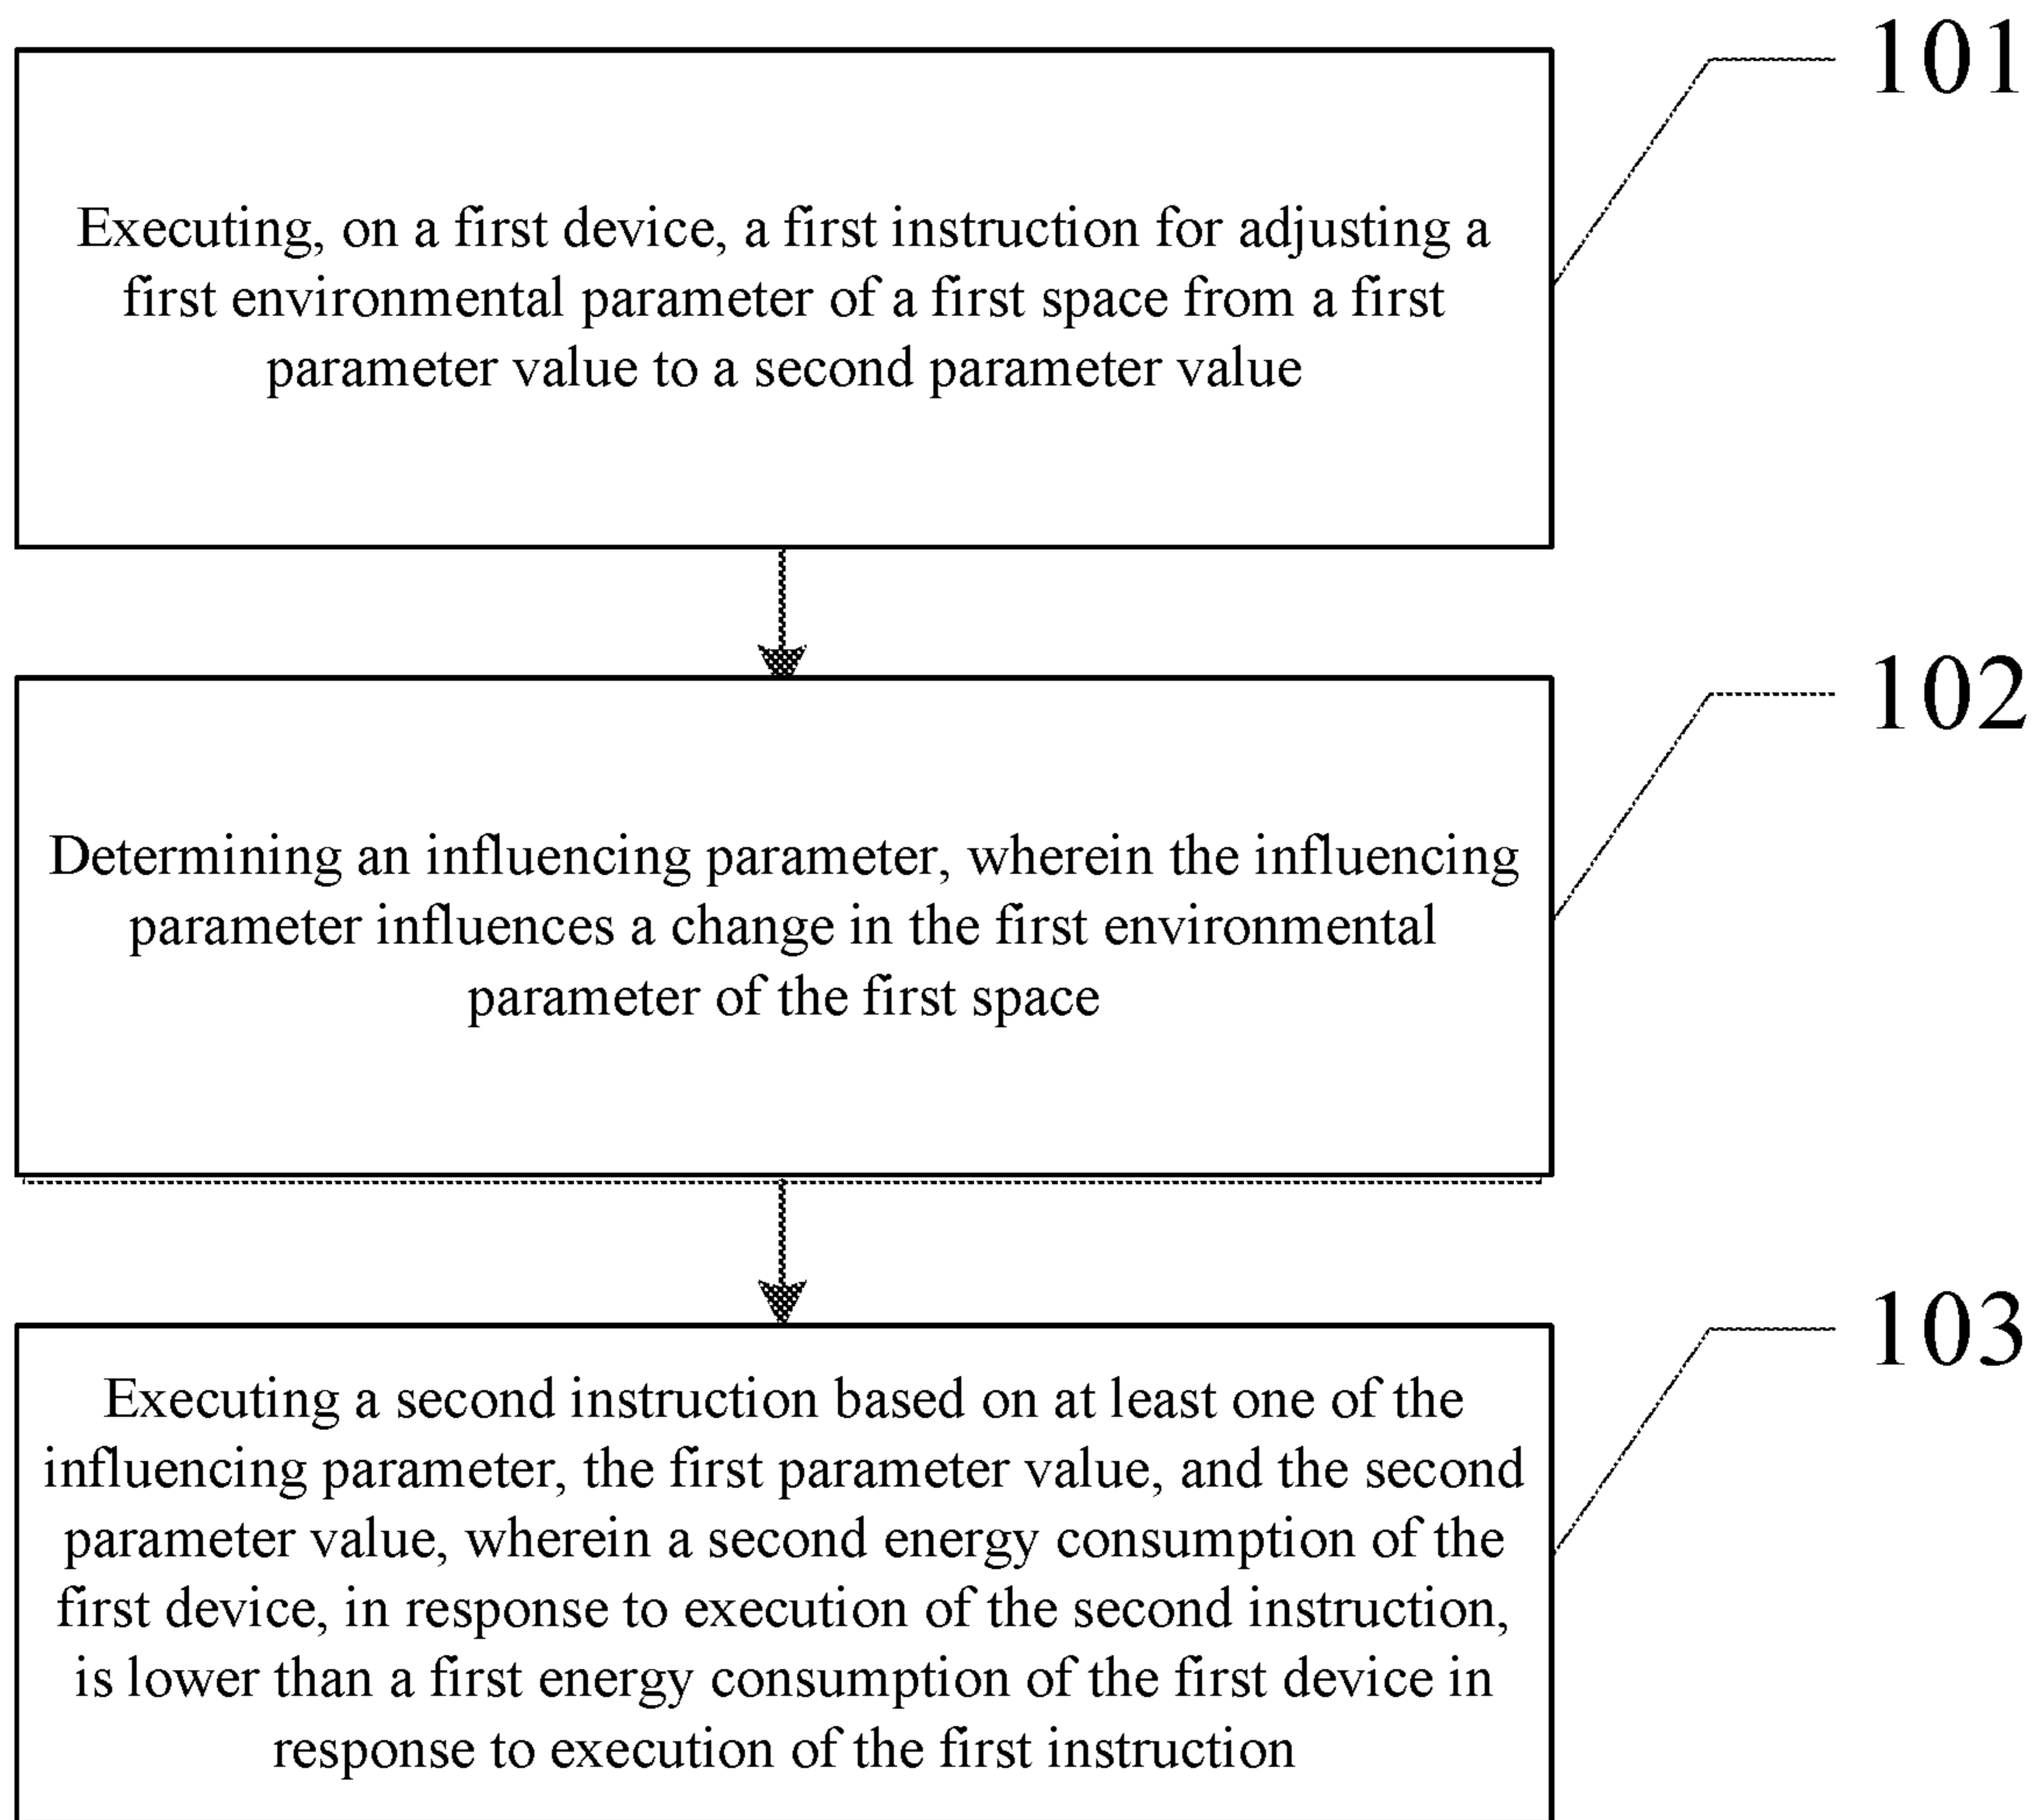 101
Executing, on a first device, a first instruction for adjusting a
first environmental parameter of a first space from a first
parameter value to a second parameter value
102
Determining an influencing parameter, wherein the influencing
parameter influences a change in the first environmental
parameter of the first space
103
Executing a second instruction based on at least one of the
influencing parameter, the first parameter value, and the second
parameter value, wherein a second energy consumption of the
first device, in response to execution of the second instruction,
is lower than a first energy consumption of the first device in
response to execution of the first instruction